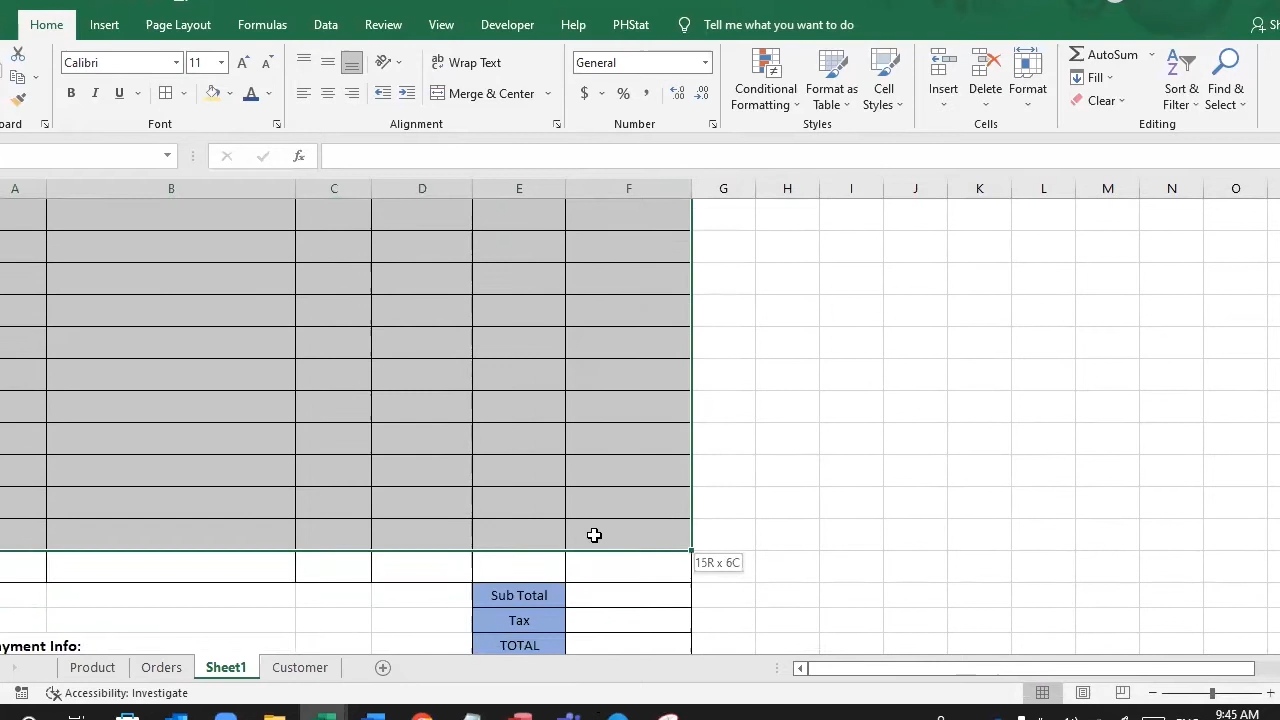 Home Insert Page Layout Formulas Data Review View Developer Help PHStat Tell me what you want to do
Calibri 11 Wrap Text General AutoSum
Merge & Center Conditional Formatting Format as Table Cell Styles Insert Delete Format Fill Clear Sort & Filter Find & Select
Font Alignment Number Styles Cells Editing
fx
A B C D E F G H I J K L M N O
15R x 6C
Sub Total
Tax
TOTAL
Product Orders Sheet1 Customer
Accessibility: Investigate
9:45 AM